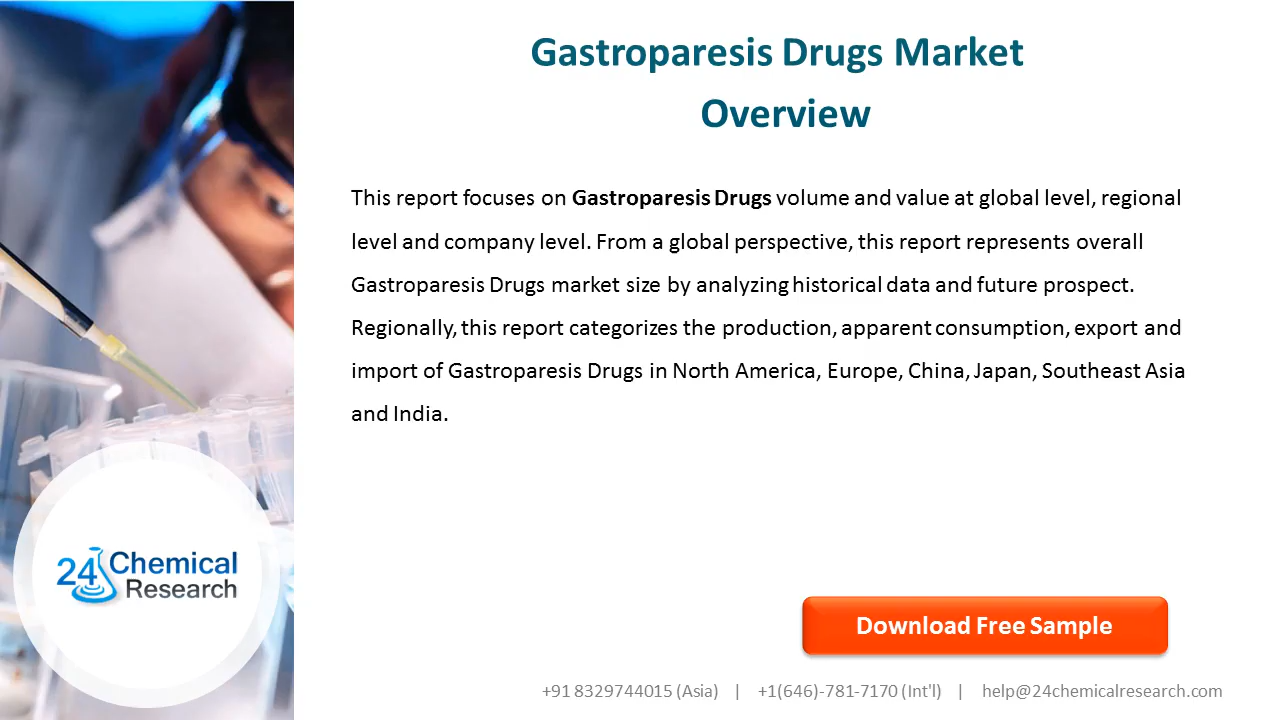 Gastroparesis Drugs Market
Overview
This report focuses on Gastroparesis Drugs volume and value at global level, regional
level and company level. From a global perspective, this report represents overall
Gastroparesis Drugs market size by analyzing historical data and future prospect.
Regionally, this report categorizes the production, apparent consumption, export and
import of Gastroparesis Drugs in North America, Europe, China, Japan, Southeast Asia
and India.
24 Chemical
Research
Download Free Sample
+91 8329744015 (Asia) | +1(646)-781-7170 (Int'l) | help@24chemicalresearch.com